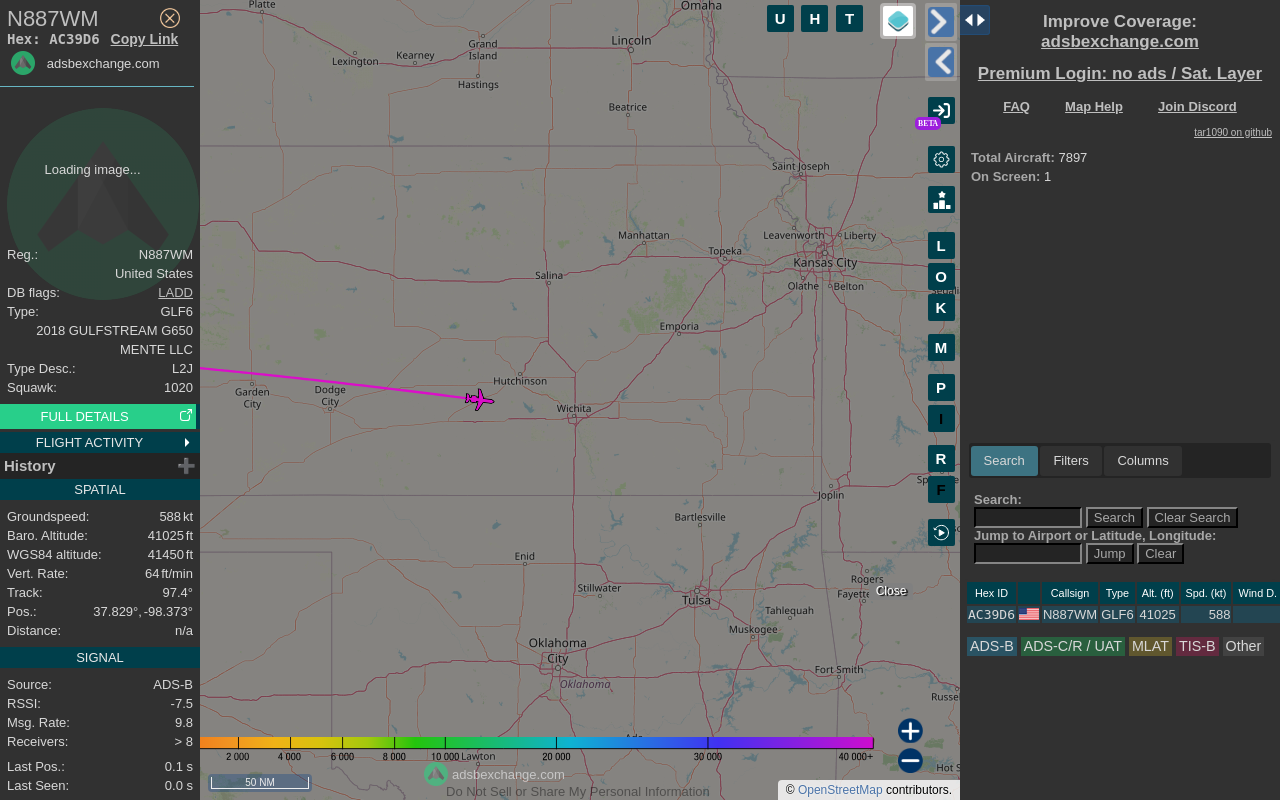 N887WM
Hex: AC39D6 Copy Link
adsbexchange.com
Loading image...
Reg.: N887WM
United States
DB flags: LADD
Type: GLF6
2018 GULFSTREAM G650
MENTE LLC
Type Desc.: L2J
Squawk: 1020
FULL DETAILS
FLIGHT ACTIVITY
History
SPATIAL
Groundspeed: 588 kt
Baro. Altitude: 41025 ft
WGS84 altitude: 41450 ft
Vert. Rate: 64 ft/min
Track: 97.4°
Pos.: 37.829°, -98.373°
Distance: n/a
SIGNAL
Source: ADS-B
RSSI: -7.5
Msg. Rate: 9.8
Receivers: > 8
Last Pos.: 0.1 s
Last Seen: 0.0 s
Platte
Omaha
Lincoln
Grand
Island
Kearney
Lexington
Hastings
Beatrice
Saint Joseph
Manhattan
Leavenworth
Liberty
Topeka
Kansas City
Salina
Olathe
Belton
Emporia
Hutchinson
Garden
City
Dodge
City
Wichita
Joplin
Bartlesville
Enid
Stillwater
Rogers
Fayette
Close
Tulsa
Tahlequah
Muskogee
Oklahoma
City
Oklahoma
Fort Smith
Russe
Lawton
Hot S
U H T
BETA
L
O
K
M
P
I
R
F
2 000 4 000 6 000 8 000 10 000 20 000 30 000 40 000+
adsbexchange.com
50 NM
Do Not Sell or Share My Personal Information
© OpenStreetMap contributors.
Improve Coverage:
adsbexchange.com
Premium Login: no ads / Sat. Layer
FAQ Map Help Join Discord
tar1090 on github
Total Aircraft: 7897
On Screen: 1
Search Filters Columns
Search:
Search Clear Search
Jump to Airport or Latitude, Longitude:
Jump Clear
Hex ID Callsign Type Alt. (ft) Spd. (kt) Wind D.
AC39D6 N887WM GLF6 41025 588
ADS-B ADS-C/R / UAT MLAT TIS-B Other